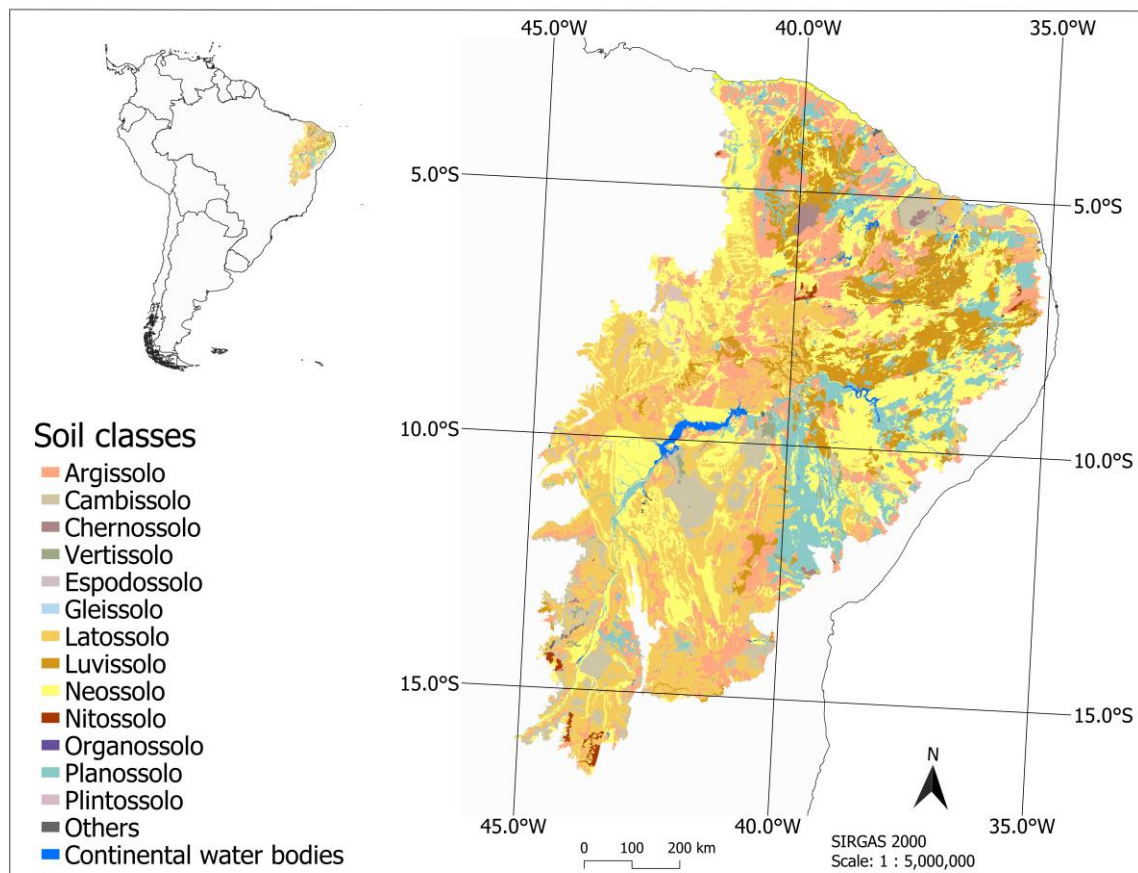 45.0°W 40.0°W 35.0°W
5.0°S 5.0°S
10.0°S 10.0°S
15.0°S 15.0°S
45.0°W 40.0°W 35.0°W
Soil classes
Argissolo
Cambissolo
Chernossolo
Vertissolo
Espodossolo
Gleissolo
Latossolo
Luvissolo
Neossolo
Nitossolo
Organossolo
Planossolo
Plintossolo
Others
Continental water bodies
N
0 100 200 km
SIRGAS 2000
Scale: 1 : 5,000,000